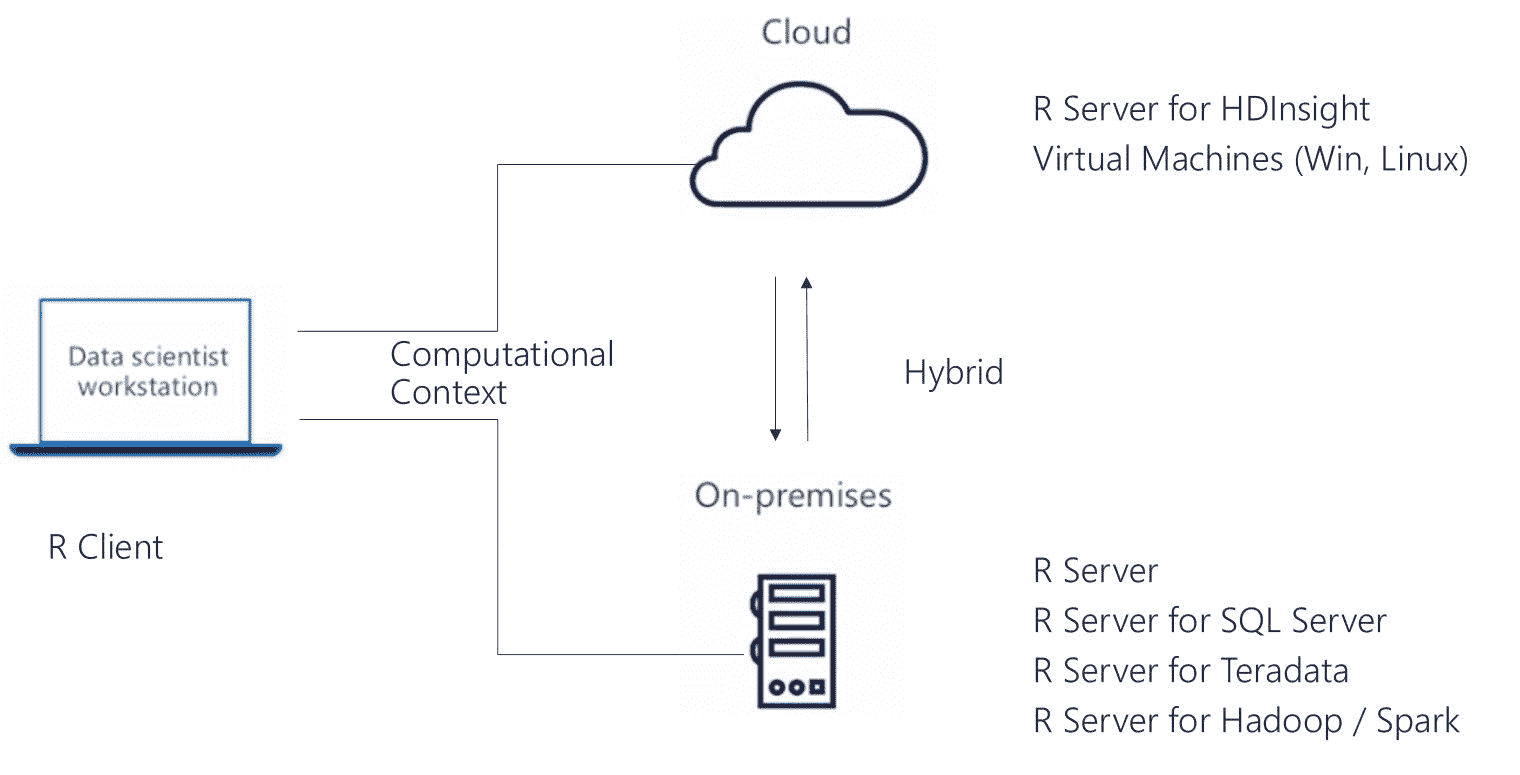 Cloud
R Server for HDInsight
Virtual Machines (Win, Linux)
Data scientist
workstation
Computational
Context
Hybrid
On-premises
R Client
R Server
R Server for SQL Server
R Server for Teradata
R Server for Hadoop / Spark